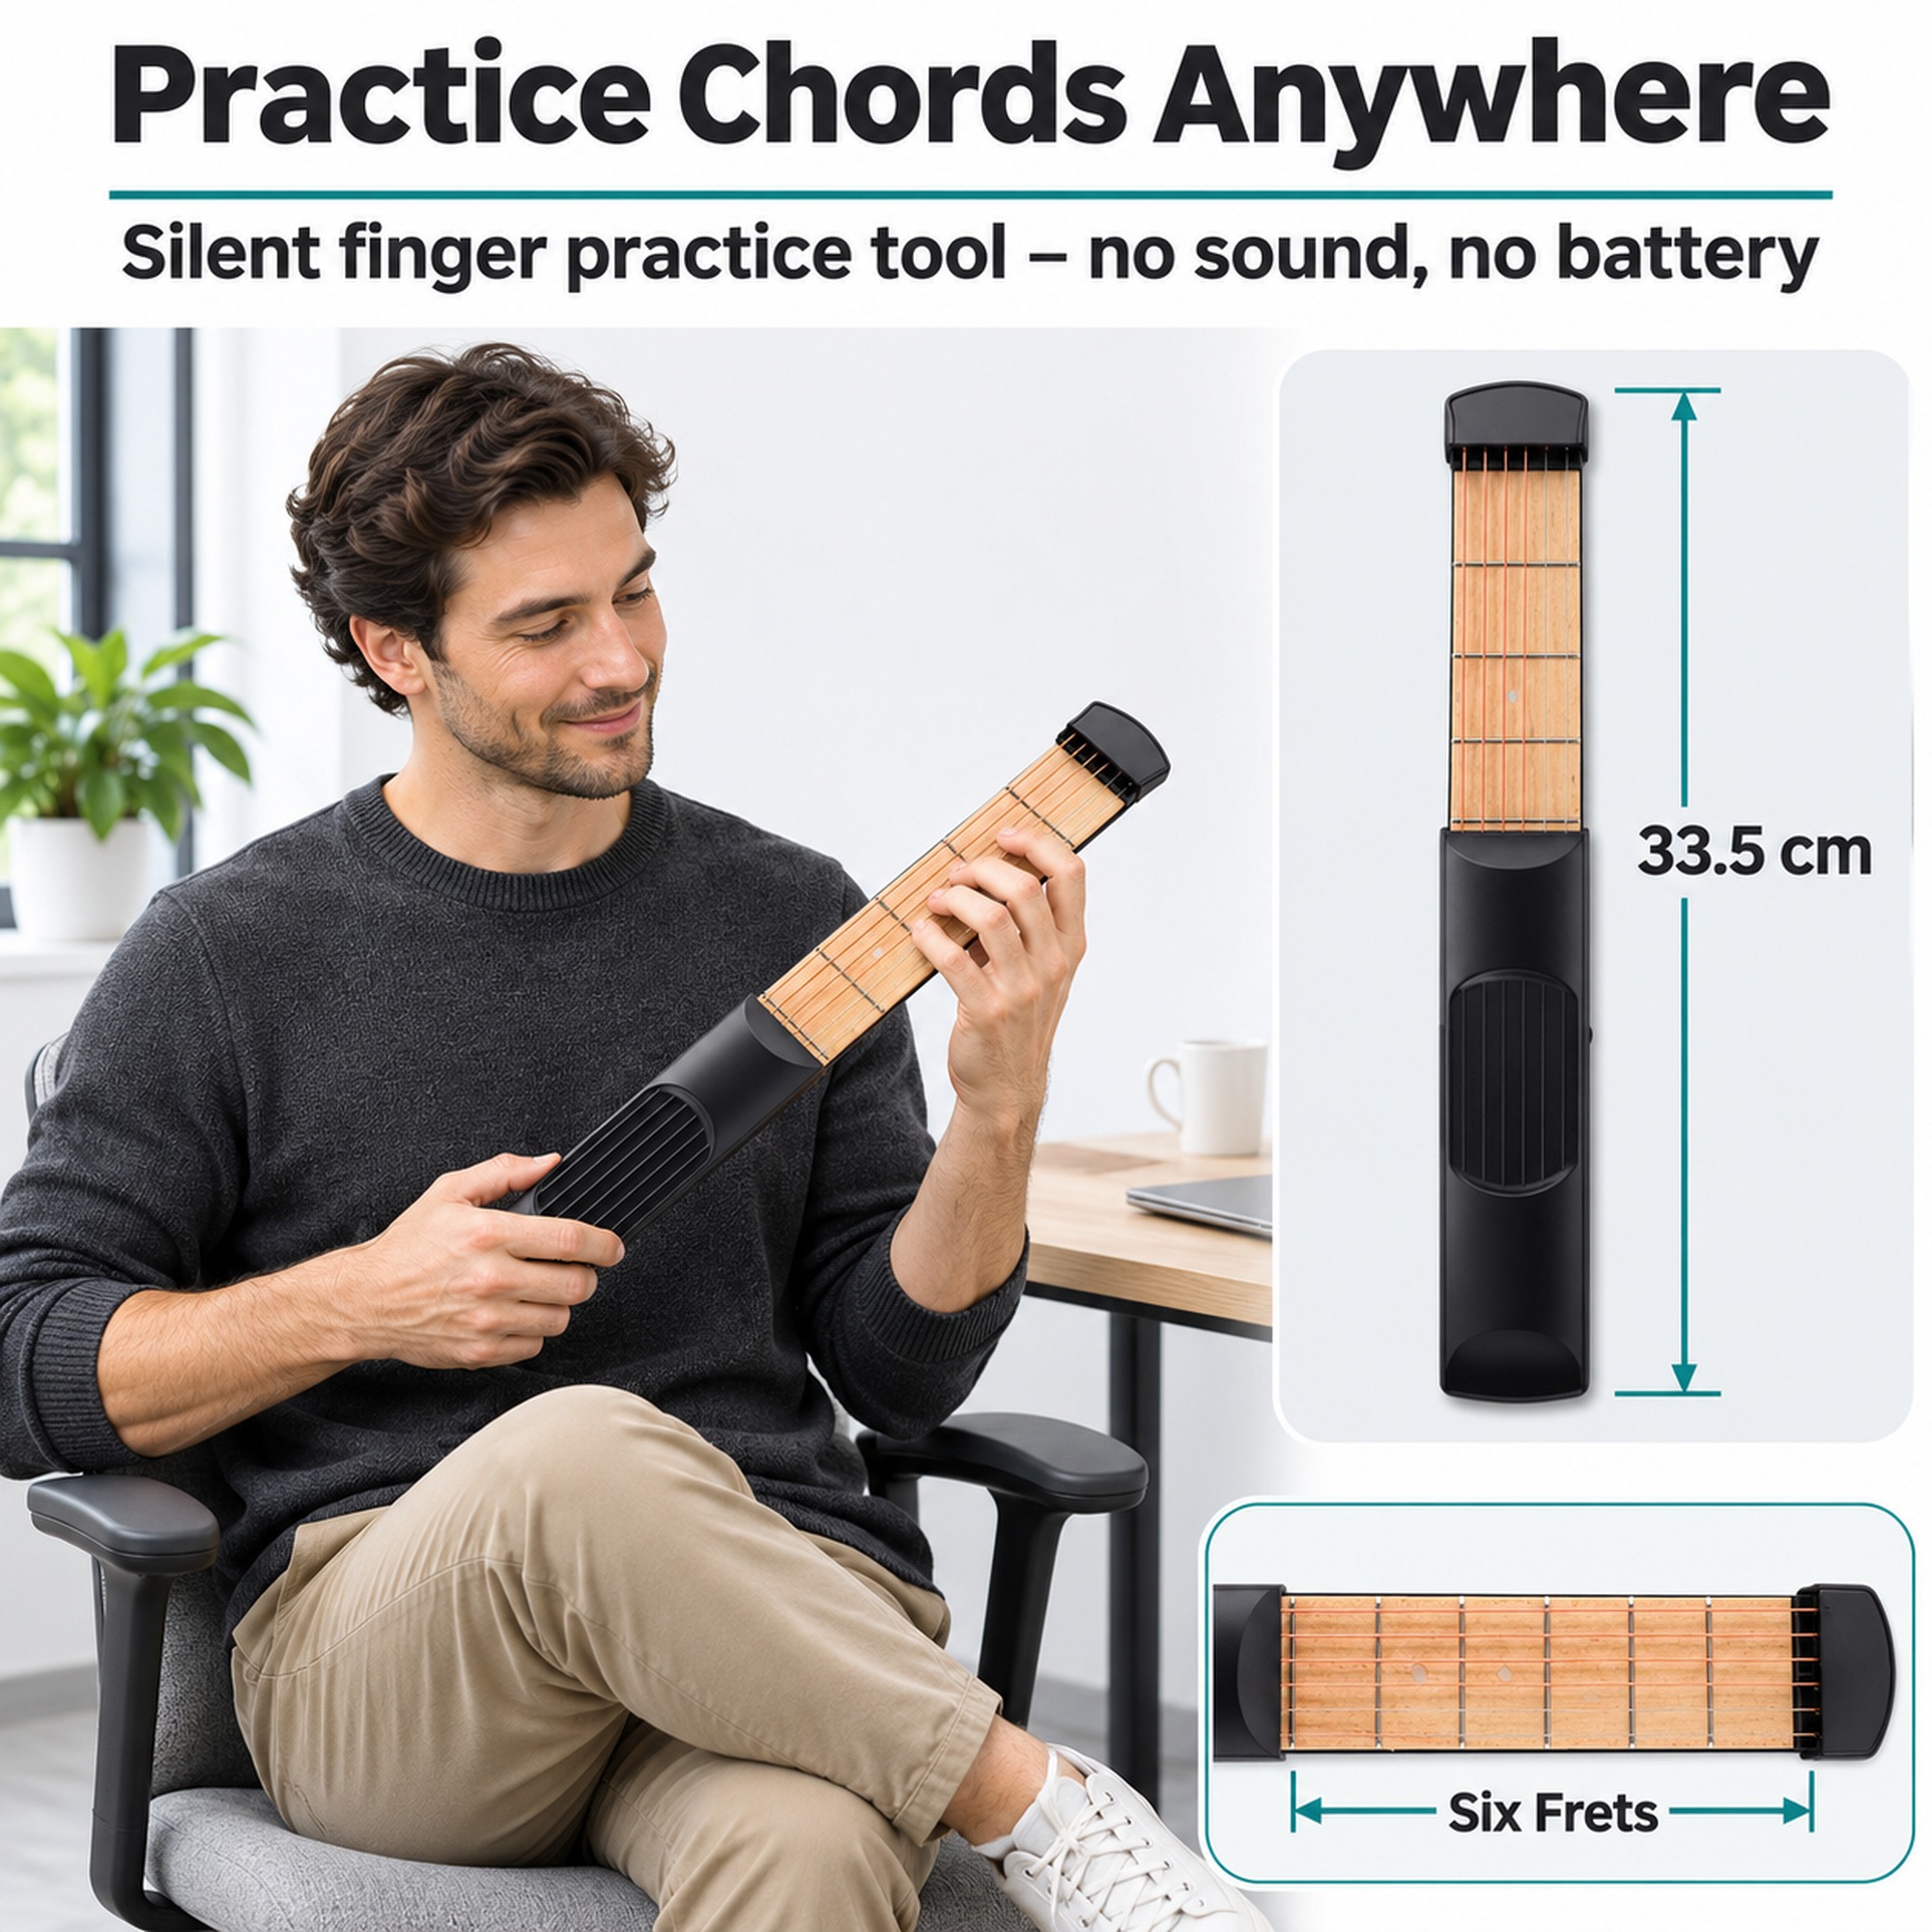 Practice Chords Anywhere
Silent finger practice tool – no sound, no battery
33.5 cm
Six Frets